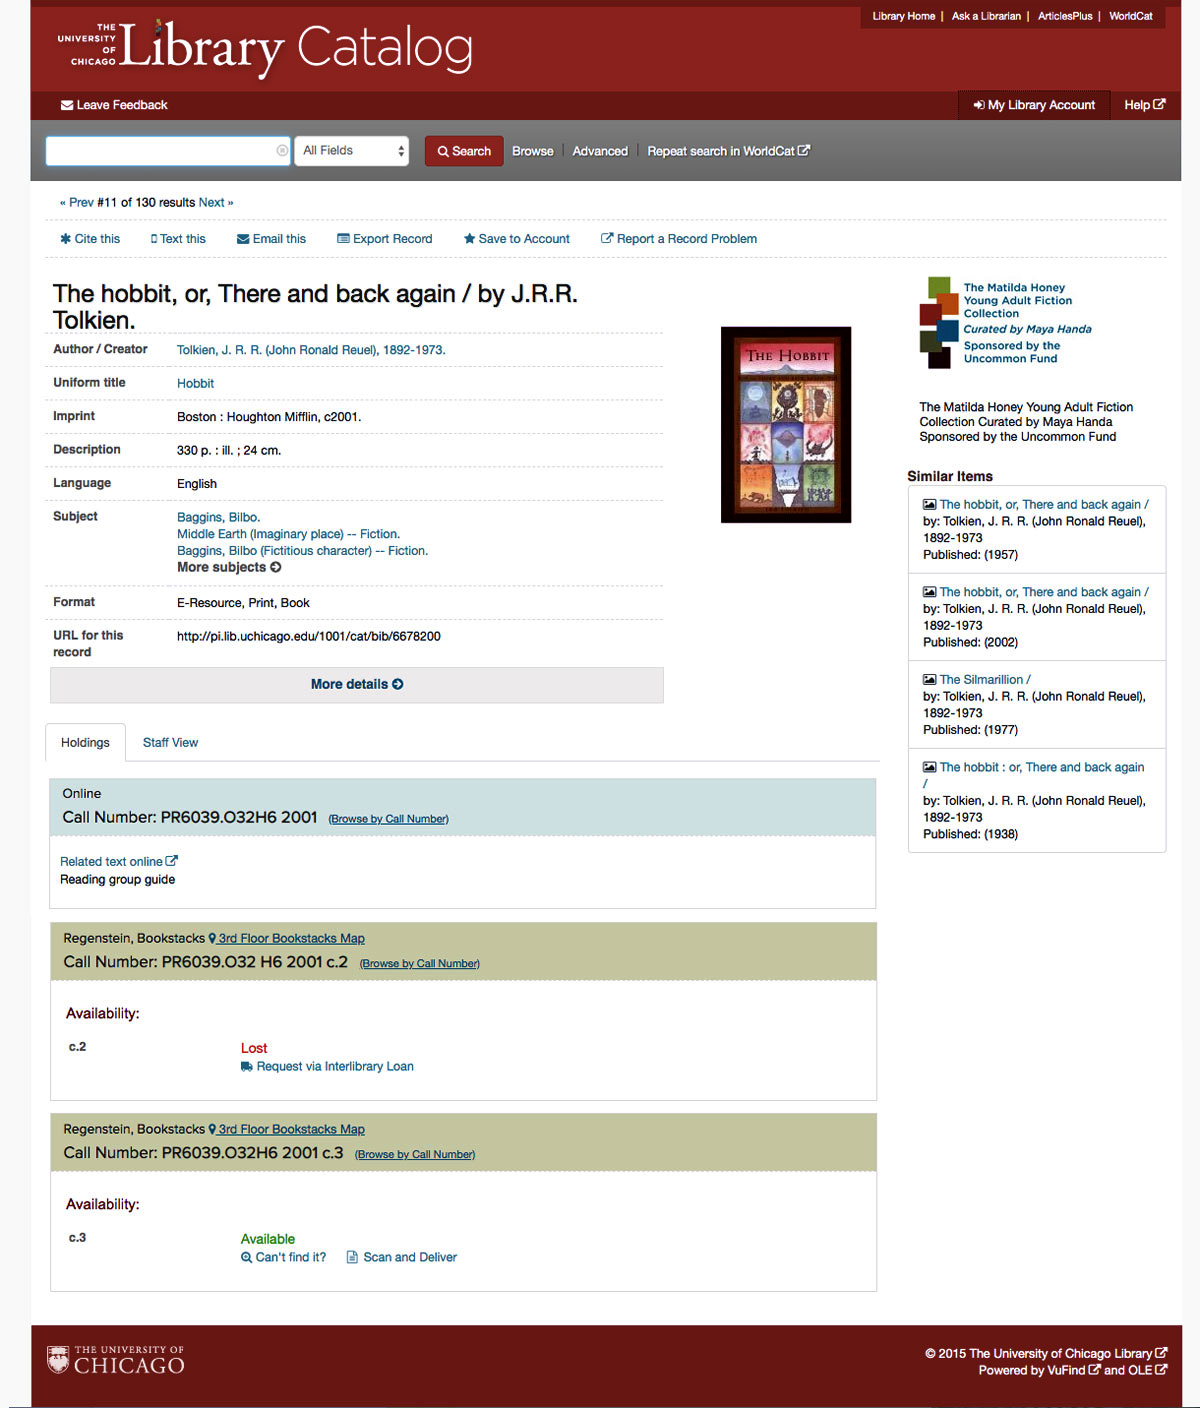 Library Home | Ask a Librarian | ArticlesPlus | WorldCat
THE UNIVERSITY OF CHICAGO Library Catalog
Leave Feedback
My Library Account
Help
All Fields
Search
Browse | Advanced | Repeat search in WorldCat
« Prev #11 of 130 results Next »
Cite this
Text this
Email this
Export Record
Save to Account
Report a Record Problem
The hobbit, or, There and back again / by J.R.R.
Tolkien.
Author / Creator Tolkien, J. R. R. (John Ronald Reuel), 1892-1973.
Uniform title Hobbit
Imprint Boston : Houghton Mifflin, c2001.
Description 330 p. : ill. ; 24 cm.
Language English
Subject Baggins, Bilbo.
Middle Earth (Imaginary place) -- Fiction.
Baggins, Bilbo (Fictitious character) -- Fiction.
More subjects
Format E-Resource, Print, Book
URL for this
record
http://pi.lib.uchicago.edu/1001/cat/bib/6678200
More details
THE HOBBIT
The Matilda Honey
Young Adult Fiction
Collection
Curated by Maya Handa
Sponsored by the
Uncommon Fund
The Matilda Honey Young Adult Fiction
Collection Curated by Maya Handa
Sponsored by the Uncommon Fund
Similar Items
The hobbit, or, There and back again /
by: Tolkien, J. R. R. (John Ronald Reuel),
1892-1973
Published: (1957)
The hobbit, or, There and back again /
by: Tolkien, J. R. R. (John Ronald Reuel),
1892-1973
Published: (2002)
The Silmarillion /
by: Tolkien, J. R. R. (John Ronald Reuel),
1892-1973
Published: (1977)
The hobbit : or, There and back again
/
by: Tolkien, J. R. R. (John Ronald Reuel),
1892-1973
Published: (1938)
Holdings
Staff View
Online
Call Number: PR6039.O32H6 2001 (Browse by Call Number)
Related text online
Reading group guide
Regenstein, Bookstacks 3rd Floor Bookstacks Map
Call Number: PR6039.O32 H6 2001 c.2 (Browse by Call Number)
Availability:
c.2 Lost
Request via Interlibrary Loan
Regenstein, Bookstacks 3rd Floor Bookstacks Map
Call Number: PR6039.O32H6 2001 c.3 (Browse by Call Number)
Availability:
c.3 Available
Can't find it? Scan and Deliver
THE UNIVERSITY OF
CHICAGO
© 2015 The University of Chicago Library
Powered by VuFind and OLE